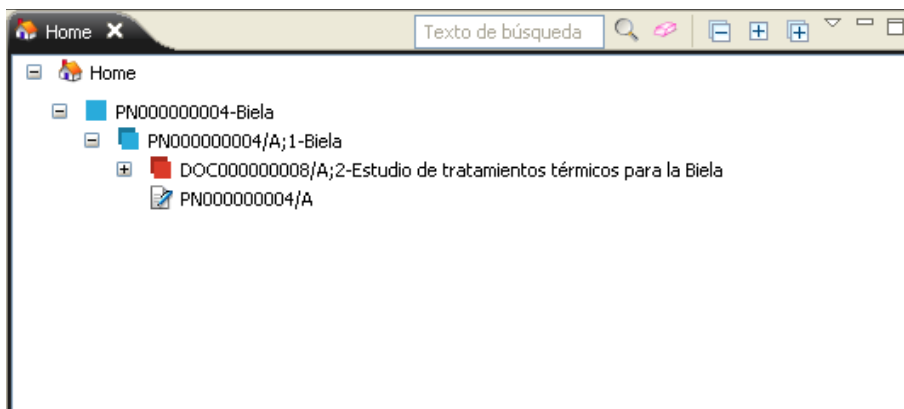 Home
Texto de búsqueda
Home
PN000000004-Biela
PN000000004/A;1-Biela
DOC000000008/A;2-Estudio de tratamientos térmicos para la Biela
PN000000004/A